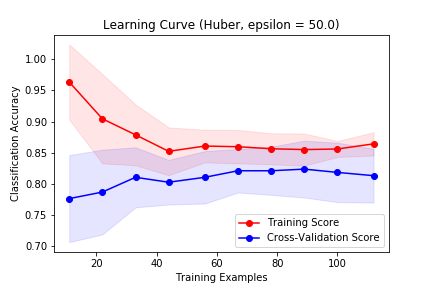 Learning Curve (Huber, epsilon = 50.0)
Classification Accuracy
1.00
0.95
0.90
0.85
0.80
0.75
0.70
Training Score
Cross-Validation Score
20 40 60 80 100
Training Examples